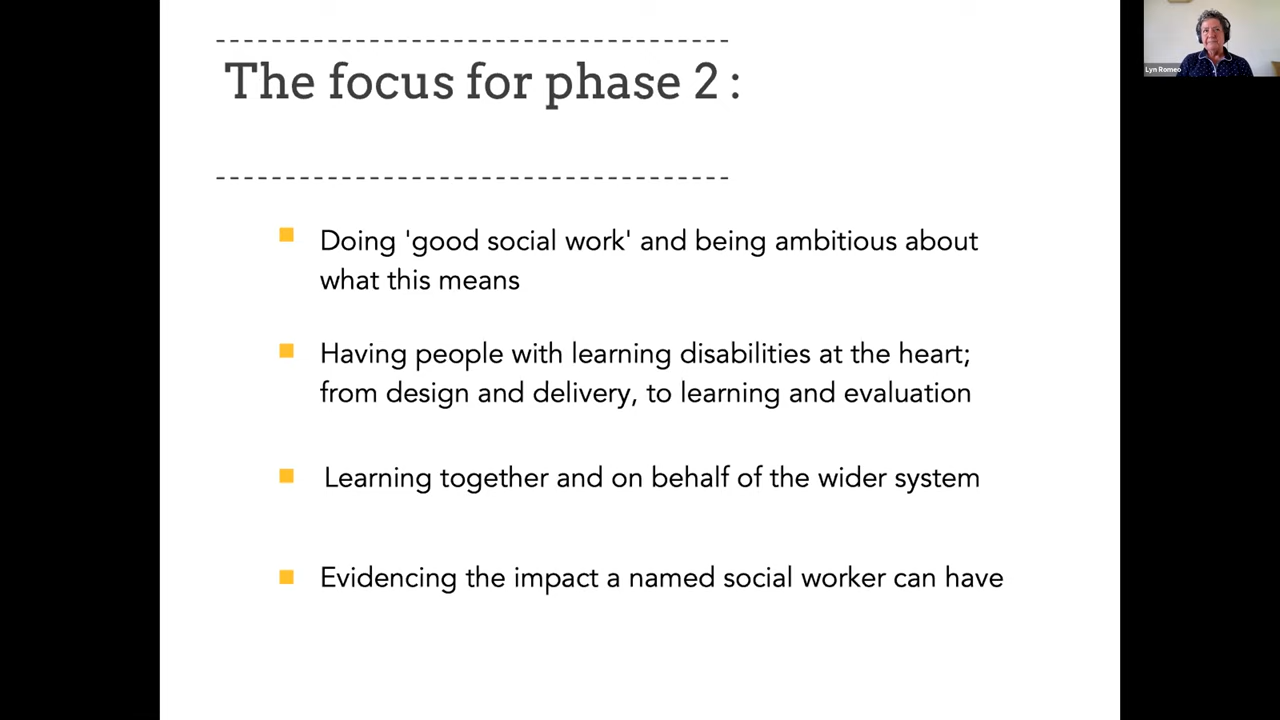 The focus for phase 2 :
Doing 'good social work' and being ambitious about
what this means
Having people with learning disabilities at the heart;
from design and delivery, to learning and evaluation
Learning together and on behalf of the wider system
Evidencing the impact a named social worker can have
Lyn Romeo